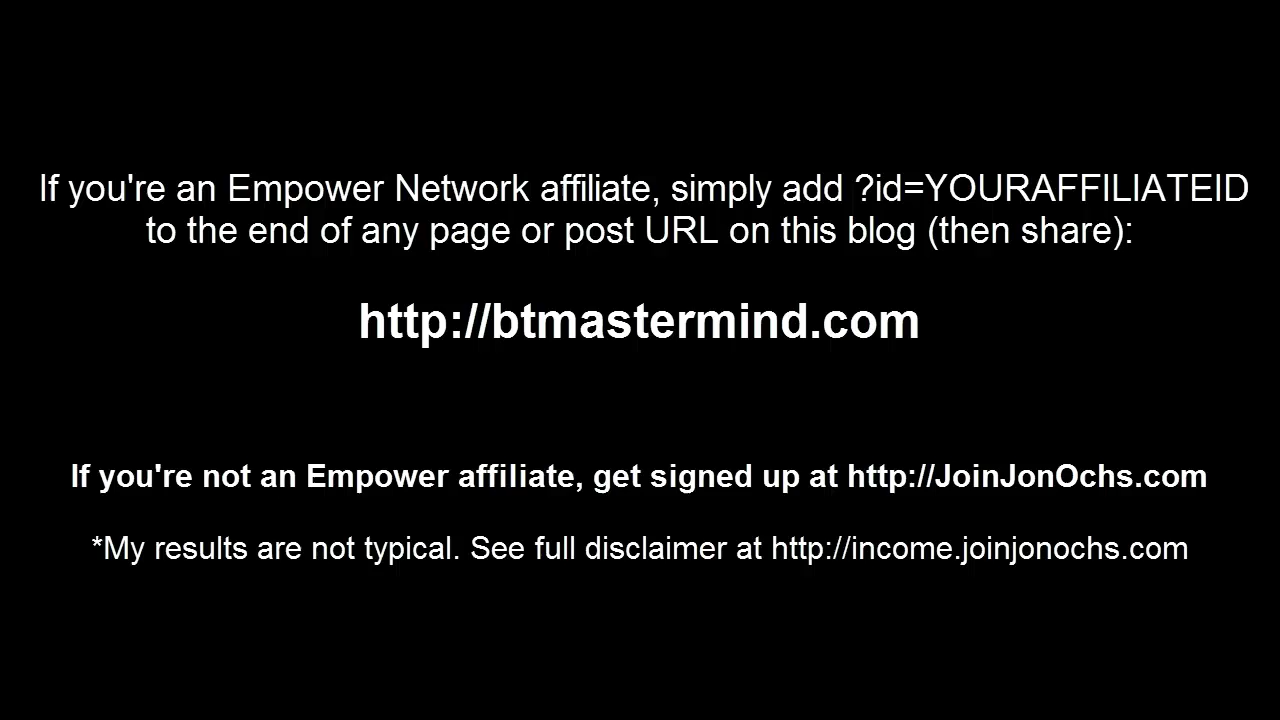 If you're an Empower Network affiliate, simply add ?id=YOURAFFILIATEID
to the end of any page or post URL on this blog (then share):
http://btmastermind.com
If you're not an Empower affiliate, get signed up at http://JoinJonOchs.com
*My results are not typical. See full disclaimer at http://income.joinjonochs.com